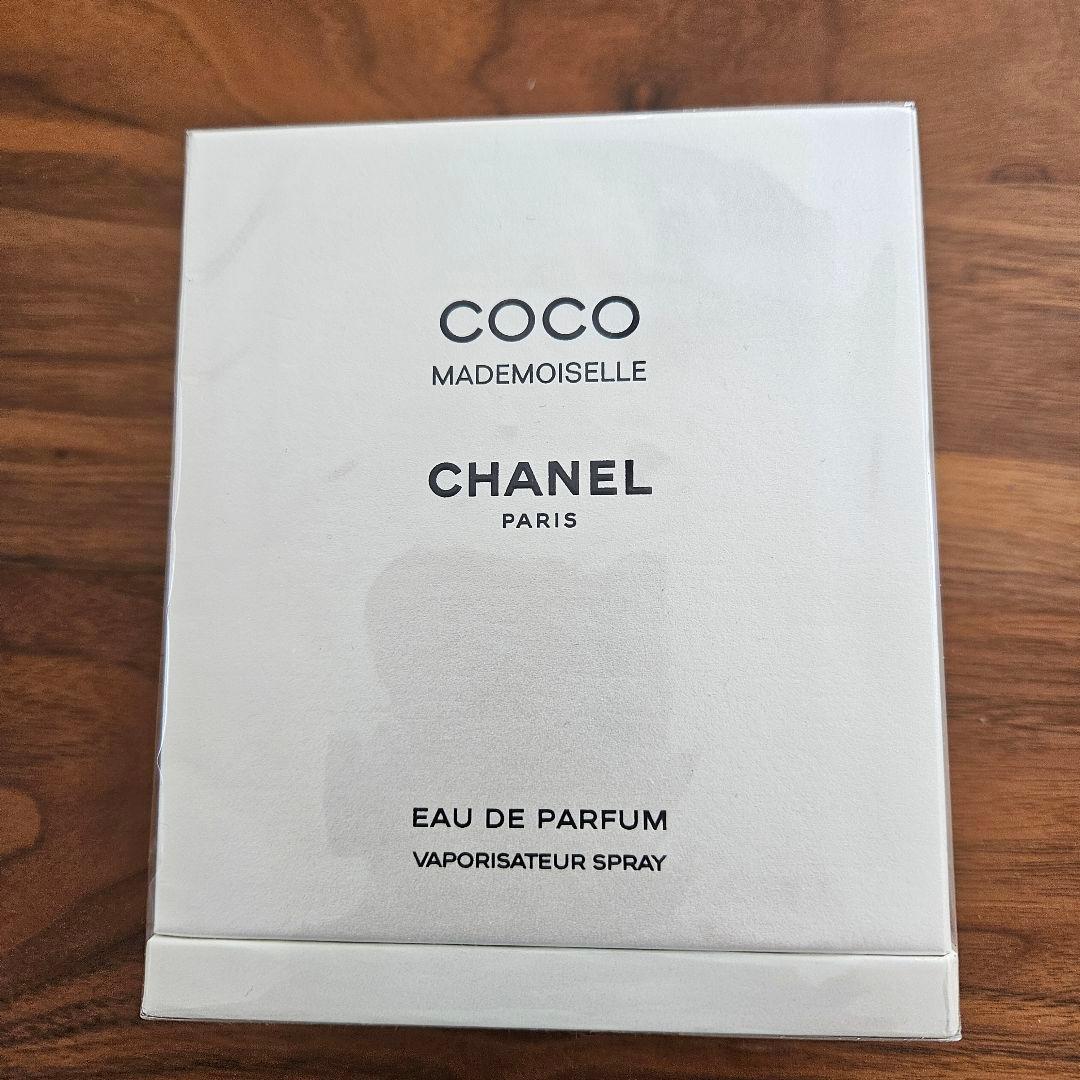 COCO
MADEMOISELLE
CHANEL
PARIS
EAU DE PARFUM
VAPORISATEUR SPRAY